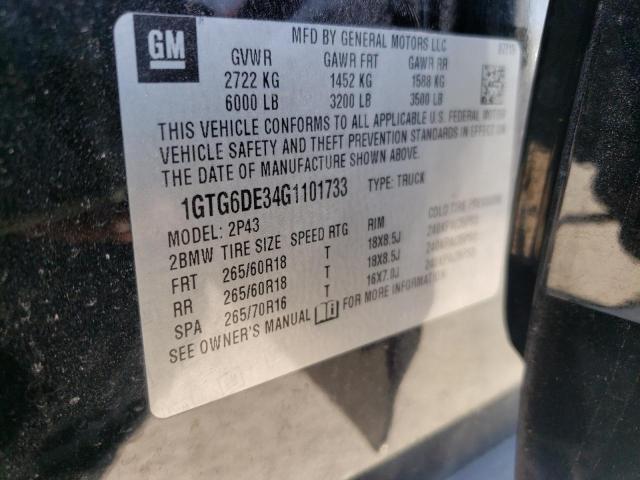 GM
MFD BY GENERAL MOTORS LLC
GVWR GAWR FRT GAWR RR
2722 KG 1452 KG 1588 KG
6000 LB 3200 LB 3500 LB
THIS VEHICLE CONFORMS TO ALL APPLICABLE U.S. FEDERAL MOTOR
VEHICLE SAFETY AND THEFT PREVENTION STANDARDS IN EFFECT ON
THE DATE OF MANUFACTURE SHOWN ABOVE.
1GTG6DE34G1101733 TYPE: TRUCK
MODEL: 2P43
2BMW TIRE SIZE SPEED RTG RIM COLD TIRE PRESSURE
FRT 265/60R18 T 18X8.5J
RR 265/60R18 T 18X8.5J
SPA 265/70R16 T 16X7.0J
SEE OWNER'S MANUAL FOR MORE INFORMATION.